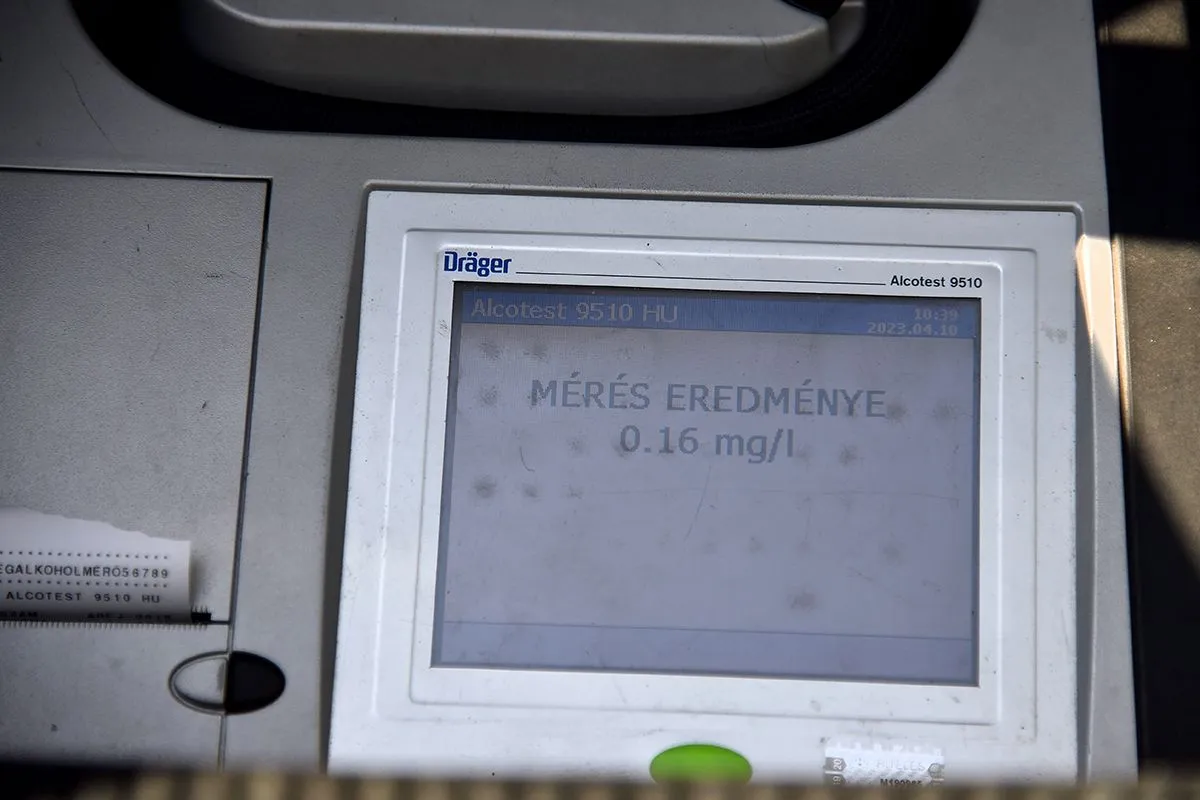 Dräger
Alcotest 9510
Alcotest 9510 HU
10:39
2023.04.10
MÉRÉS EREDMÉNYE
0.16 mg/l
EGALKOHOLMÉRŐ56789
ALCOTEST 9510 HU